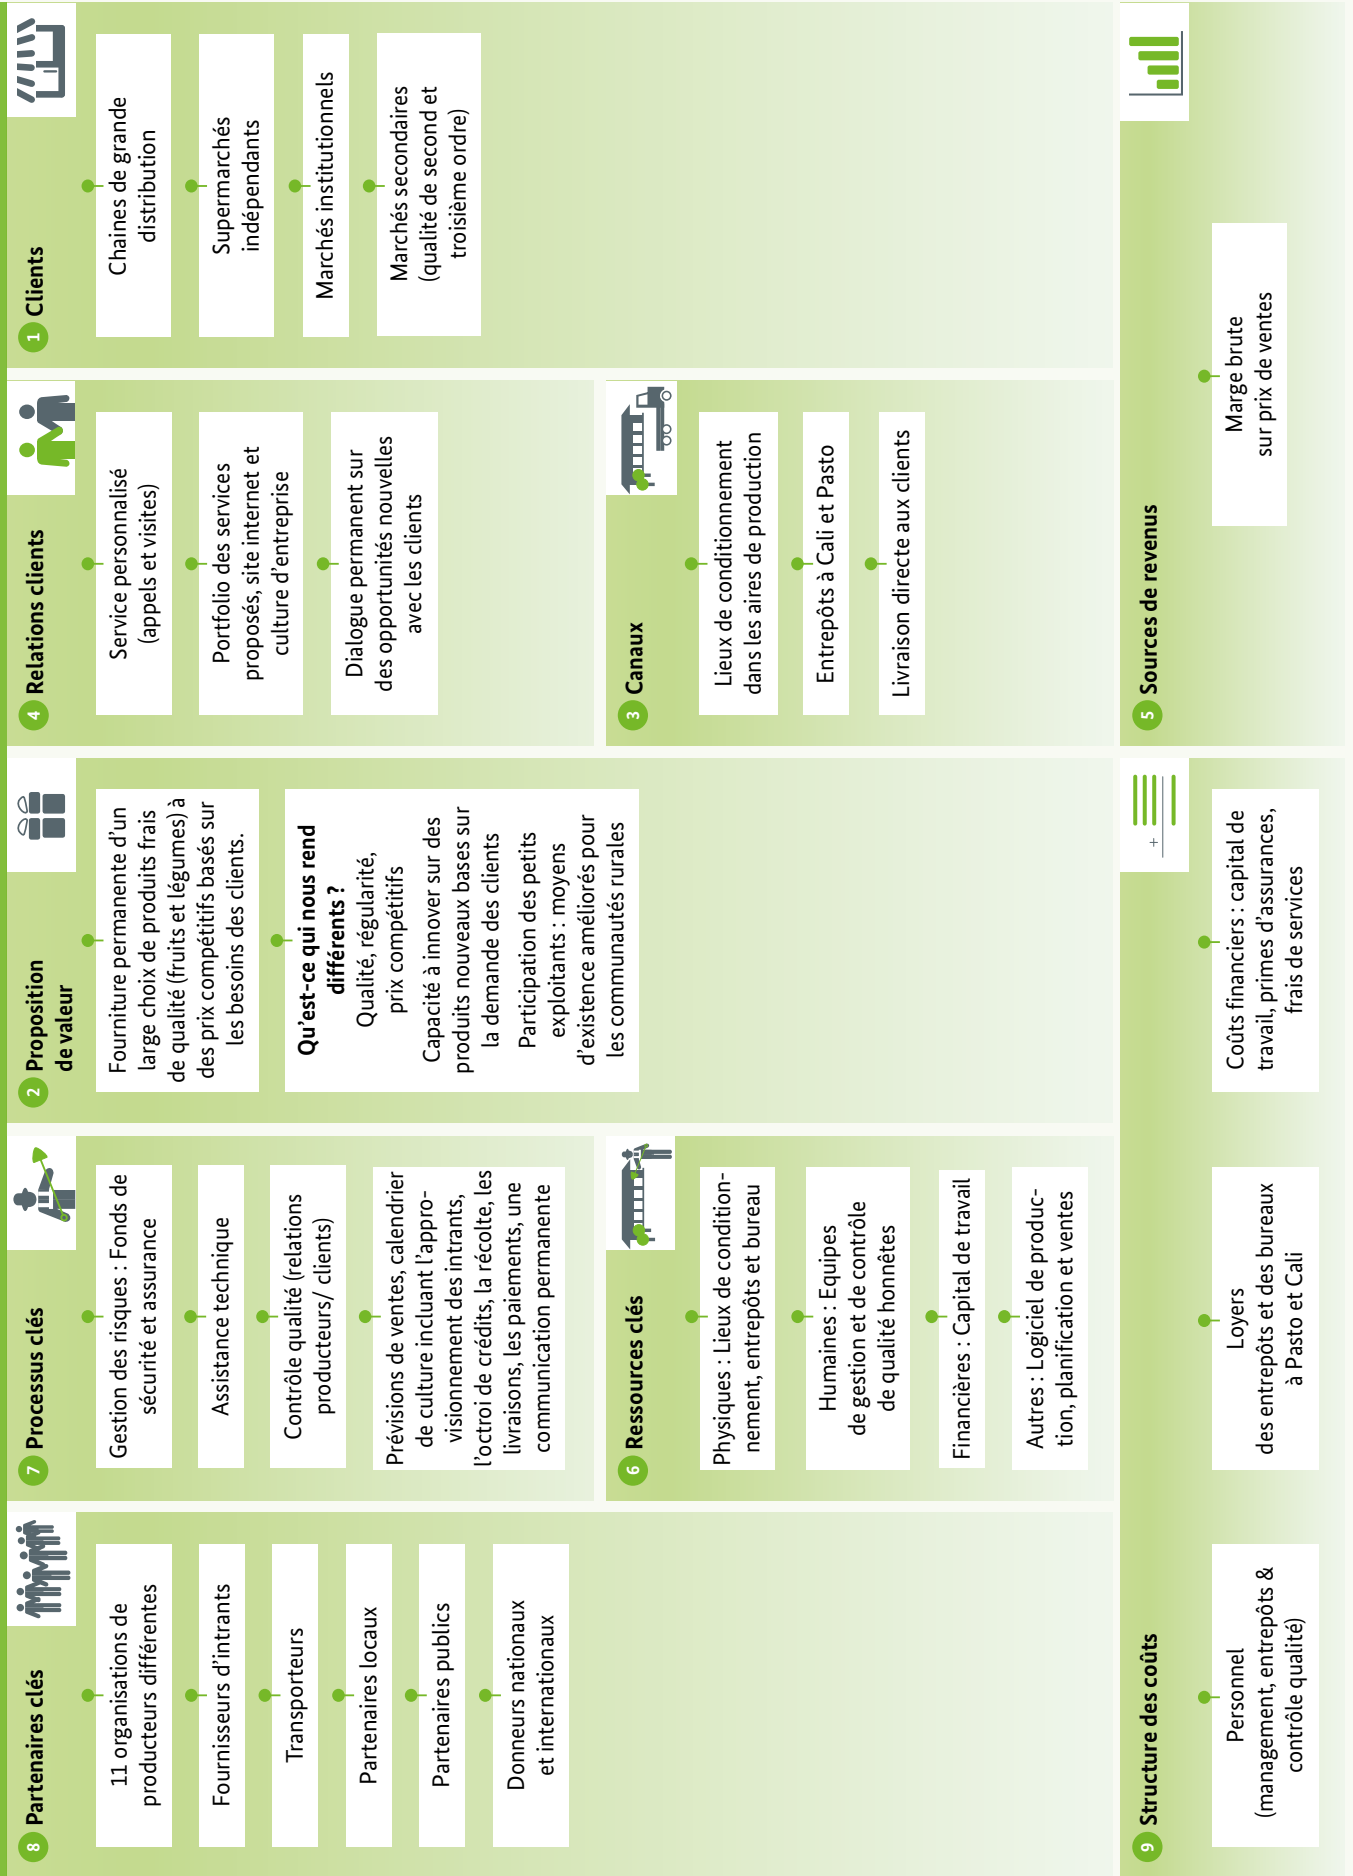 8 Partenaires clés
11 organisations de
producteurs différentes
Fournisseurs d'intrants
Transporteurs
Partenaires locaux
Partenaires publics
Donneurs nationaux
et internationaux
7 Processus clés
Gestion des risques : Fonds de
sécurité et assurance
Assistance technique
Contrôle qualité (relations
producteurs/ clients)
Prévisions de ventes, calendrier
de culture incluant l'appro-
visionnement des intrants,
l'octroi de crédits, la récolte, les
livraisons, les paiements, une
communication permanente
6 Ressources clés
Physiques : Lieux de condition-
nement, entrepôts et bureau
Humaines : Equipes
de gestion et de contrôle
de qualité honnêtes
Financières : Capital de travail
Autres : Logiciel de produc-
tion, planification et ventes
2 Proposition
de valeur
Fourniture permanente d'un
large choix de produits frais
de qualité (fruits et légumes) à
des prix compétitifs basés sur
les besoins des clients.
Qu'est-ce qui nous rend
différents ?
Qualité, régularité,
prix compétitifs
Capacité à innover sur des
produits nouveaux bases sur
la demande des clients
Participation des petits
exploitants : moyens
d'existence améliorés pour
les communautés rurales
4 Relations clients
Service personnalisé
(appels et visites)
Portfolio des services
proposés, site internet et
culture d'entreprise
Dialogue permanent sur
des opportunités nouvelles
avec les clients
3 Canaux
Lieux de conditionnement
dans les aires de production
Entrepôts à Cali et Pasto
Livraison directe aux clients
1 Clients
Chaines de grande
distribution
Supermarchés
indépendants
Marchés institutionnels
Marchés secondaires
(qualité de second et
troisième ordre)
9 Structure des coûts
Personnel
(management, entrepôts &
contrôle qualité)
Loyers
des entrepôts et des bureaux
à Pasto et Cali
+
Coûts financiers : capital de
travail, primes d'assurances,
frais de services
5 Sources de revenus
Marge brute
sur prix de ventes